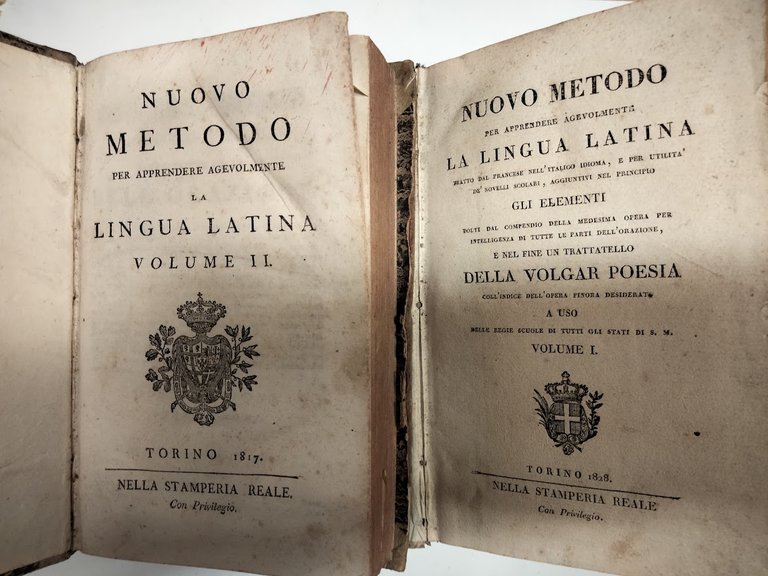 NUOVO
METODO
PER APPRENDERE AGEVOLMENTE
LA
LINGUA LATINA
VOLUME II.
TORINO 1817.
NELLA STAMPERIA REALE.
Con Privilegio.
NUOVO METODO
PER APPRENDERE AGEVOLMENTE
LA LINGUA LATINA
TRATTO DAL FRANCESE NELL'ITALICO IDIOMA, E PER UTILITA'
DE' NOVELLI SCOLARI, AGGIUNTIVI NEL PRINCIPIO
GLI ELEMENTI
TOLTI DAL COMPENDIO DELLA MEDESIMA OPERA PER
INTELLIGENZA DI TUTTE LE PARTI DELL'ORAZIONE,
E NEL FINE UN TRATTATELLO
DELLA VOLGAR POESIA
COLL'INDICE DELL'OPERA FINORA DESIDERATO
A USO
DELLE REGIE SCUOLE DI TUTTI GLI STATI DI S. M.
VOLUME I.
TORINO 1828.
NELLA STAMPERIA REALE
Con Privilegio.